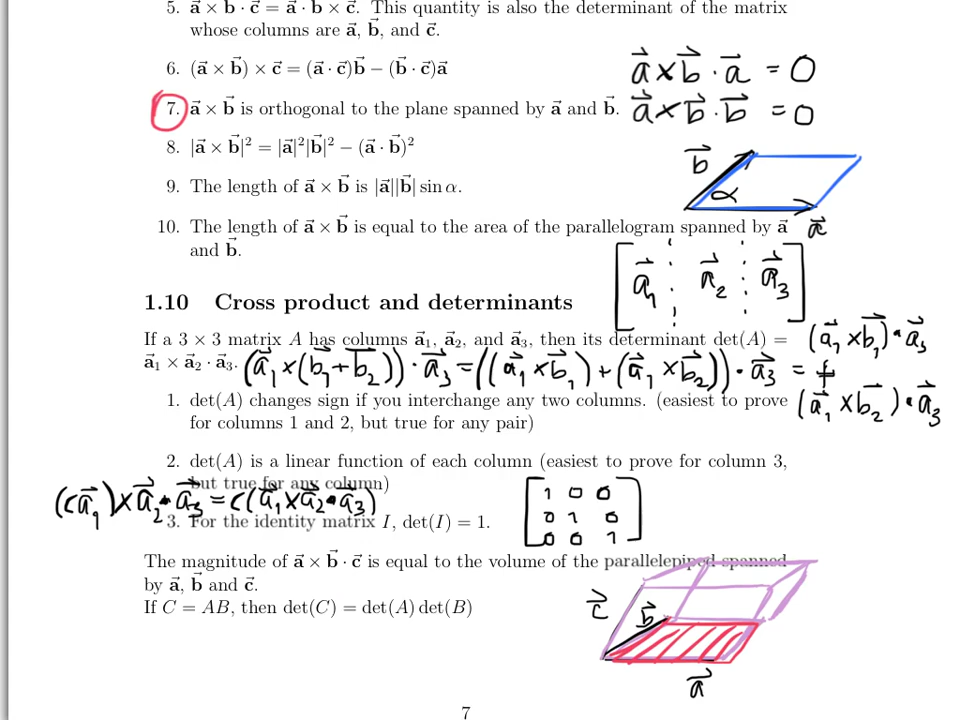 5. a⃗ × b⃗ · c⃗ = a⃗ · b⃗ × c⃗. This quantity is also the determinant of the matrix
whose columns are a⃗, b⃗, and c⃗.
6. (a⃗ × b⃗) × c⃗ = (a⃗ · c⃗)b⃗ − (b⃗ · c⃗)a⃗
a⃗ × b⃗ · a⃗ = 0
7. a⃗ × b⃗ is orthogonal to the plane spanned by a⃗ and b⃗.
a⃗ × b⃗ · b⃗ = 0
8. |a⃗ × b⃗|² = |a⃗|²|b⃗|² − (a⃗ · b⃗)²
b⃗
9. The length of a⃗ × b⃗ is |a⃗||b⃗| sin α.
α
10. The length of a⃗ × b⃗ is equal to the area of the parallelogram spanned by a⃗
a⃗
and b⃗.
[a⃗₁ ⋮ a⃗₂ ⋮ a⃗₃]
1.10 Cross product and determinants
If a 3 × 3 matrix A has columns a⃗₁, a⃗₂, and a⃗₃, then its determinant det(A) =
a⃗₁ × a⃗₂ · a⃗₃.
(a⃗₁ × (b⃗₁ + b⃗₂)) · a⃗₃ = ((a⃗₁ × b⃗₁) + (a⃗₁ × b⃗₂)) · a⃗₃ =
(a⃗₁ × b⃗₁) · a⃗₃
+
(a⃗₁ × b⃗₂) · a⃗₃
1. det(A) changes sign if you interchange any two columns. (easiest to prove
for columns 1 and 2, but true for any pair)
2. det(A) is a linear function of each column (easiest to prove for column 3,
but true for any column)
(ca⃗₁) × a⃗₂ · a⃗₃ = c(a⃗₁ × a⃗₂ · a⃗₃)
3. For the identity matrix I, det(I) = 1.
1 0 0
0 1 0
0 0 1
The magnitude of a⃗ × b⃗ · c⃗ is equal to the volume of the parallelepiped spanned
by a⃗, b⃗ and c⃗.
If C = AB, then det(C) = det(A) det(B)
c⃗
b⃗
a⃗
7